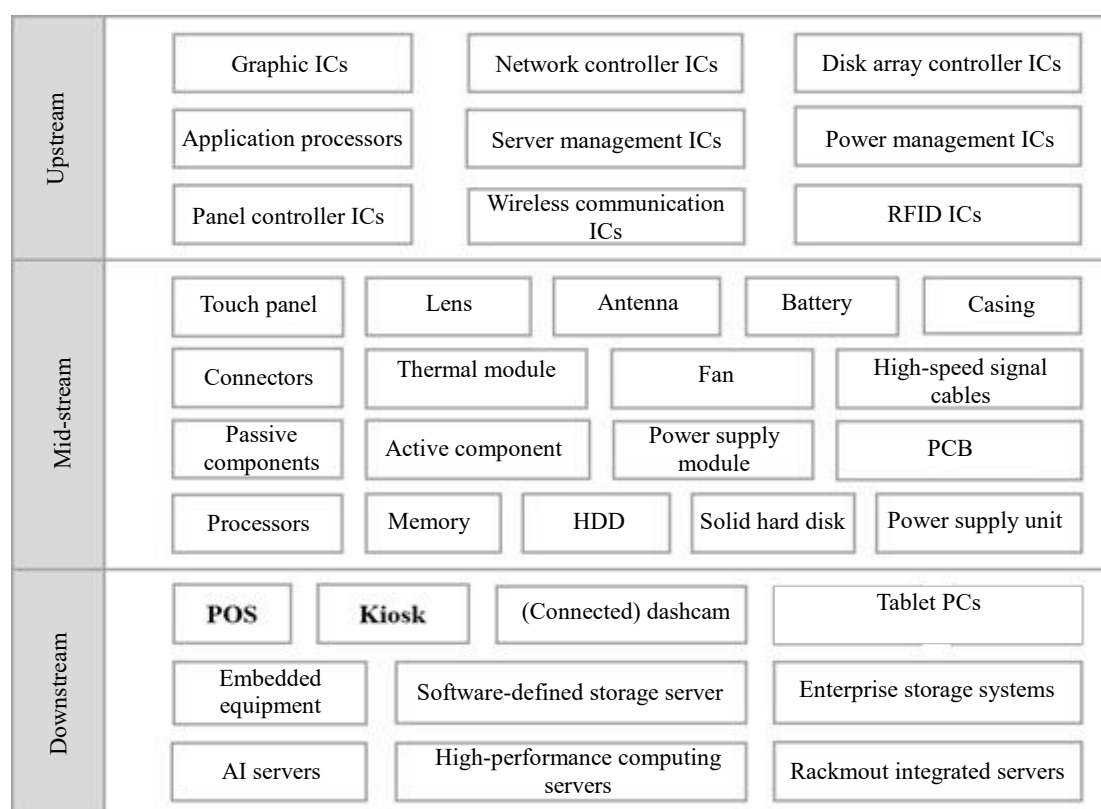 Upstream
Graphic ICs
Network controller ICs
Disk array controller ICs
Application processors
Server management ICs
Power management ICs
Panel controller ICs
Wireless communication
ICs
RFID ICs
Mid-stream
Touch panel
Lens
Antenna
Battery
Casing
Connectors
Thermal module
Fan
High-speed signal
cables
Passive
components
Active component
Power supply
module
PCB
Processors
Memory
HDD
Solid hard disk
Power supply unit
Downstream
POS
Kiosk
(Connected) dashcam
Tablet PCs
Embedded
equipment
Software-defined storage server
Enterprise storage systems
AI servers
High-performance computing
servers
Rackmout integrated servers